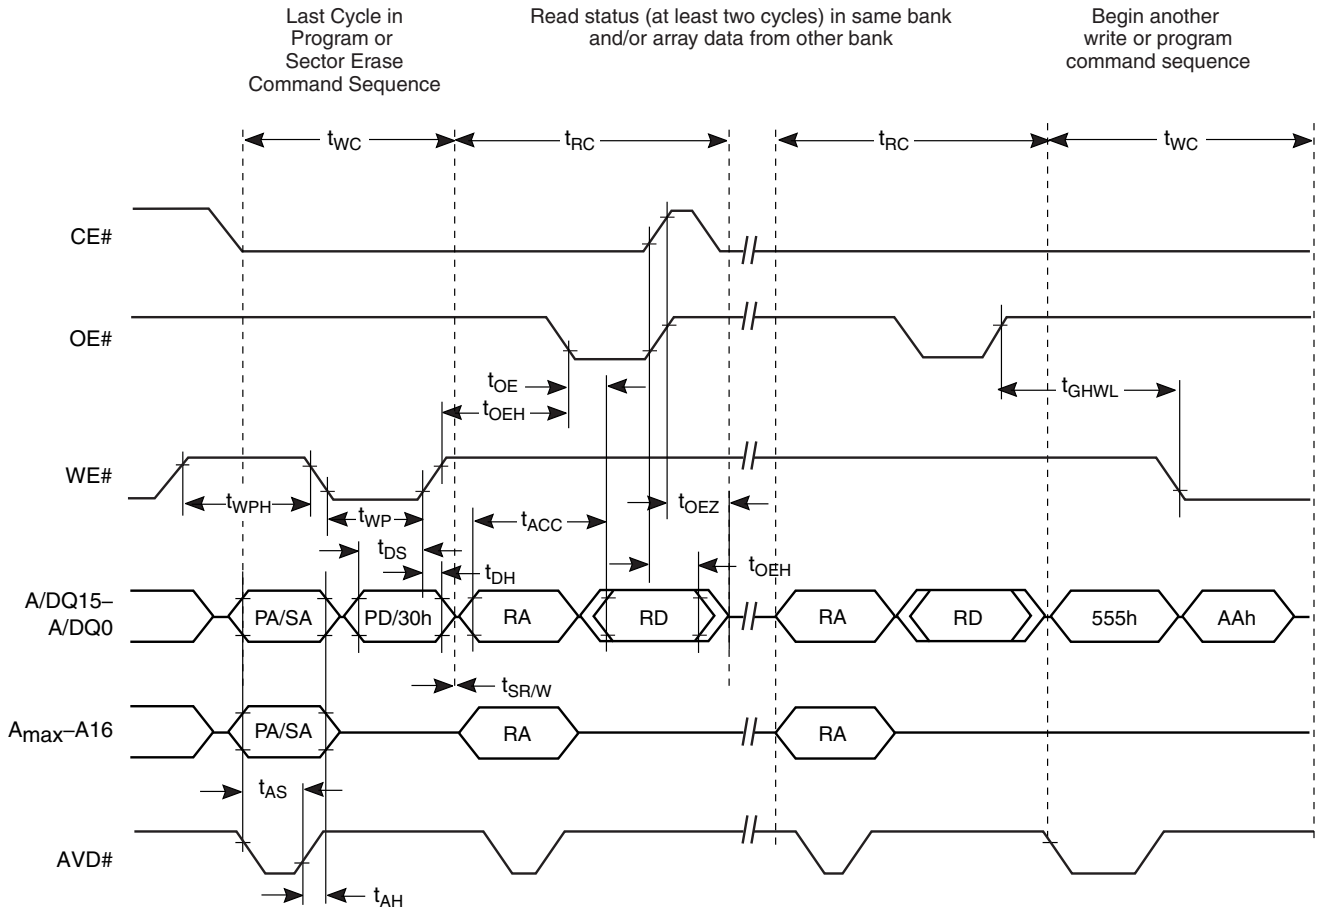 Last Cycle in
Program or
Sector Erase
Command Sequence
Read status (at least two cycles) in same bank
and/or array data from other bank
Begin another
write or program
command sequence
tWC
tRC
tRC
tWC
CE#
OE#
tOE
tOEH
tGHWL
WE#
tWPH
tWP
tACC
tOEZ
tDS
tDH
tOEH
A/DQ15–
A/DQ0
PA/SA
PD/30h
RA
RD
RA
RD
555h
AAh
tSR/W
Amax–A16
PA/SA
RA
RA
tAS
AVD#
tAH